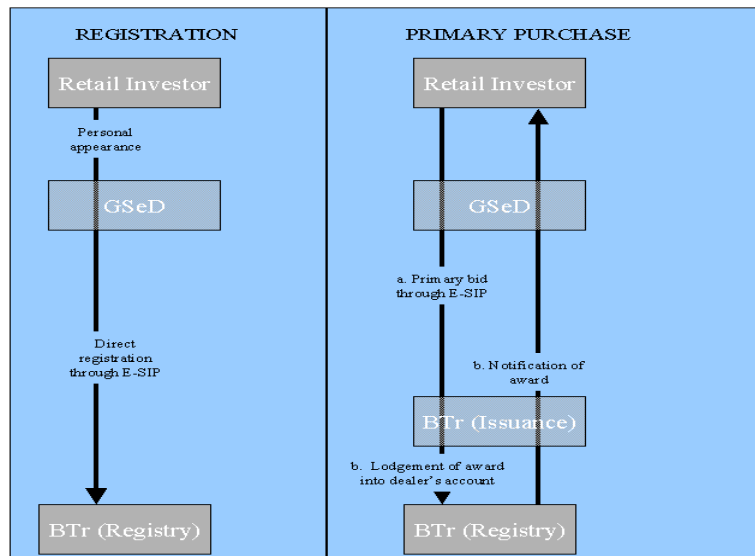 REGISTRATION
Retail Investor
Personal
appearance
GSeD
Direct
registration
through E-SIP
BTr (Registry)
PRIMARY PURCHASE
Retail Investor
GSeD
a. Primary bid
through E-SIP
b. Notification of
award
BTr (Issuance)
b. Lodgement of award
into dealer's account
BTr (Registry)